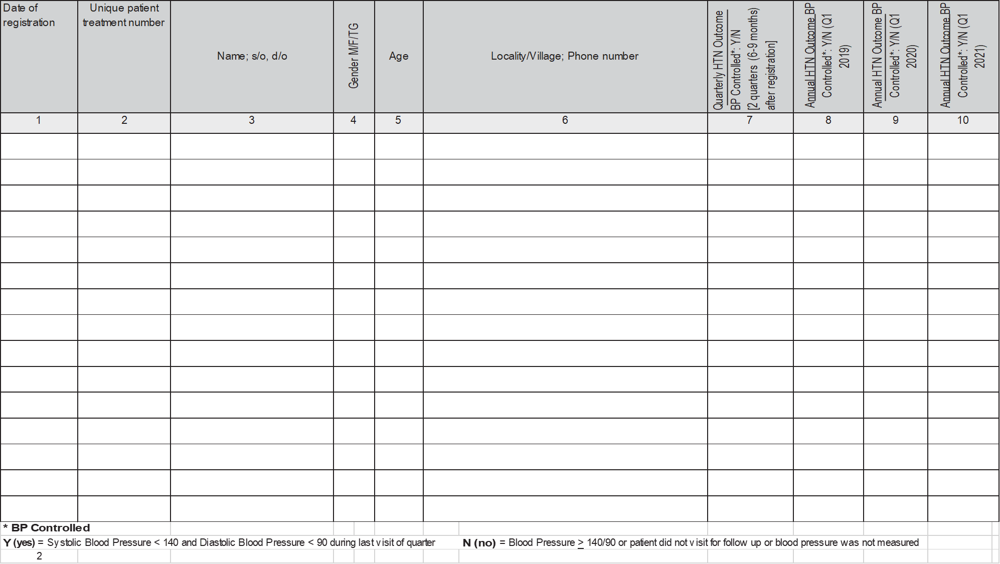 Date of
registration
Unique patient
treatment number
Name; s/o, d/o
Gender M/F/TG
Age
Locality/Village; Phone number
Quarterly HTN Outcome
BP Controlled*: Y/N
[2 quarters (6-9 months)
after registration]
Annual HTN Outcome BP
Controlled*: Y/N (Q1
2019)
Annual HTN Outcome BP
Controlled*: Y/N (Q1
2020)
Annual HTN Outcome BP
Controlled*: Y/N (Q1
2021)
1 2 3 4 5 6 7 8 9 10
* BP Controlled
Y (yes) = Systolic Blood Pressure < 140 and Diastolic Blood Pressure < 90 during last visit of quarter N (no) = Blood Pressure ≥ 140/90 or patient did not visit for follow up or blood pressure was not measured
2